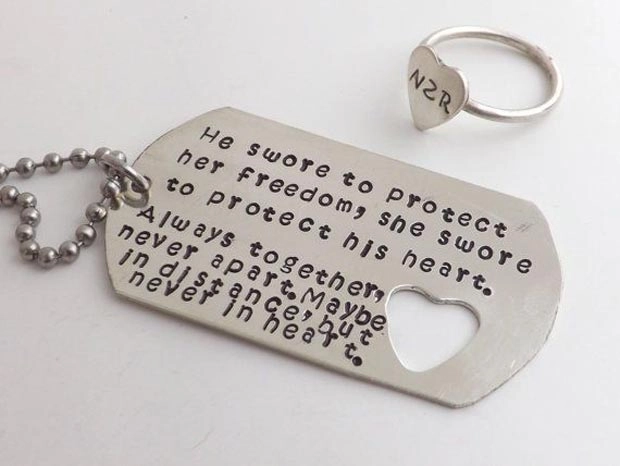 He swore to protect
her freedom, she swore
to protect his heart.
Always together,
never apart. Maybe
in distance, but
never in heart.
NZR